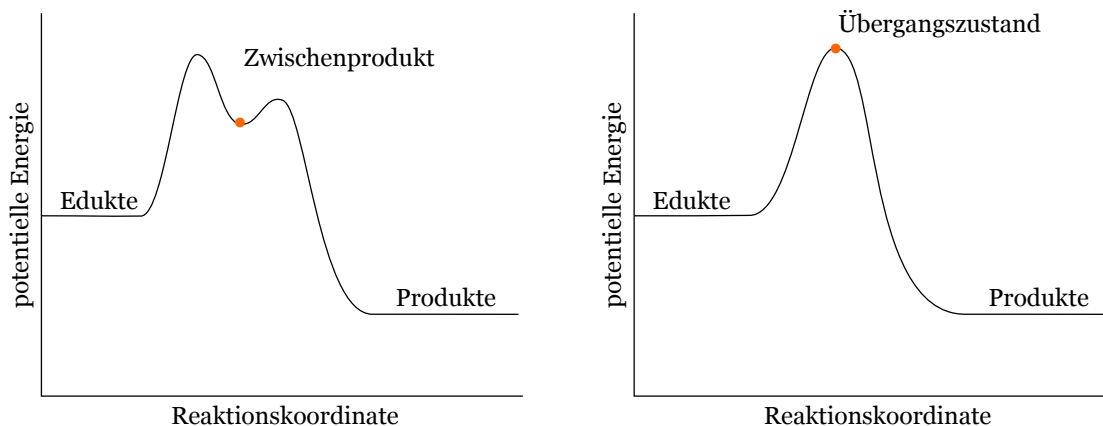 potentielle Energie
Zwischenprodukt
Edukte
Produkte
Reaktionskoordinate
potentielle Energie
Übergangszustand
Edukte
Produkte
Reaktionskoordinate